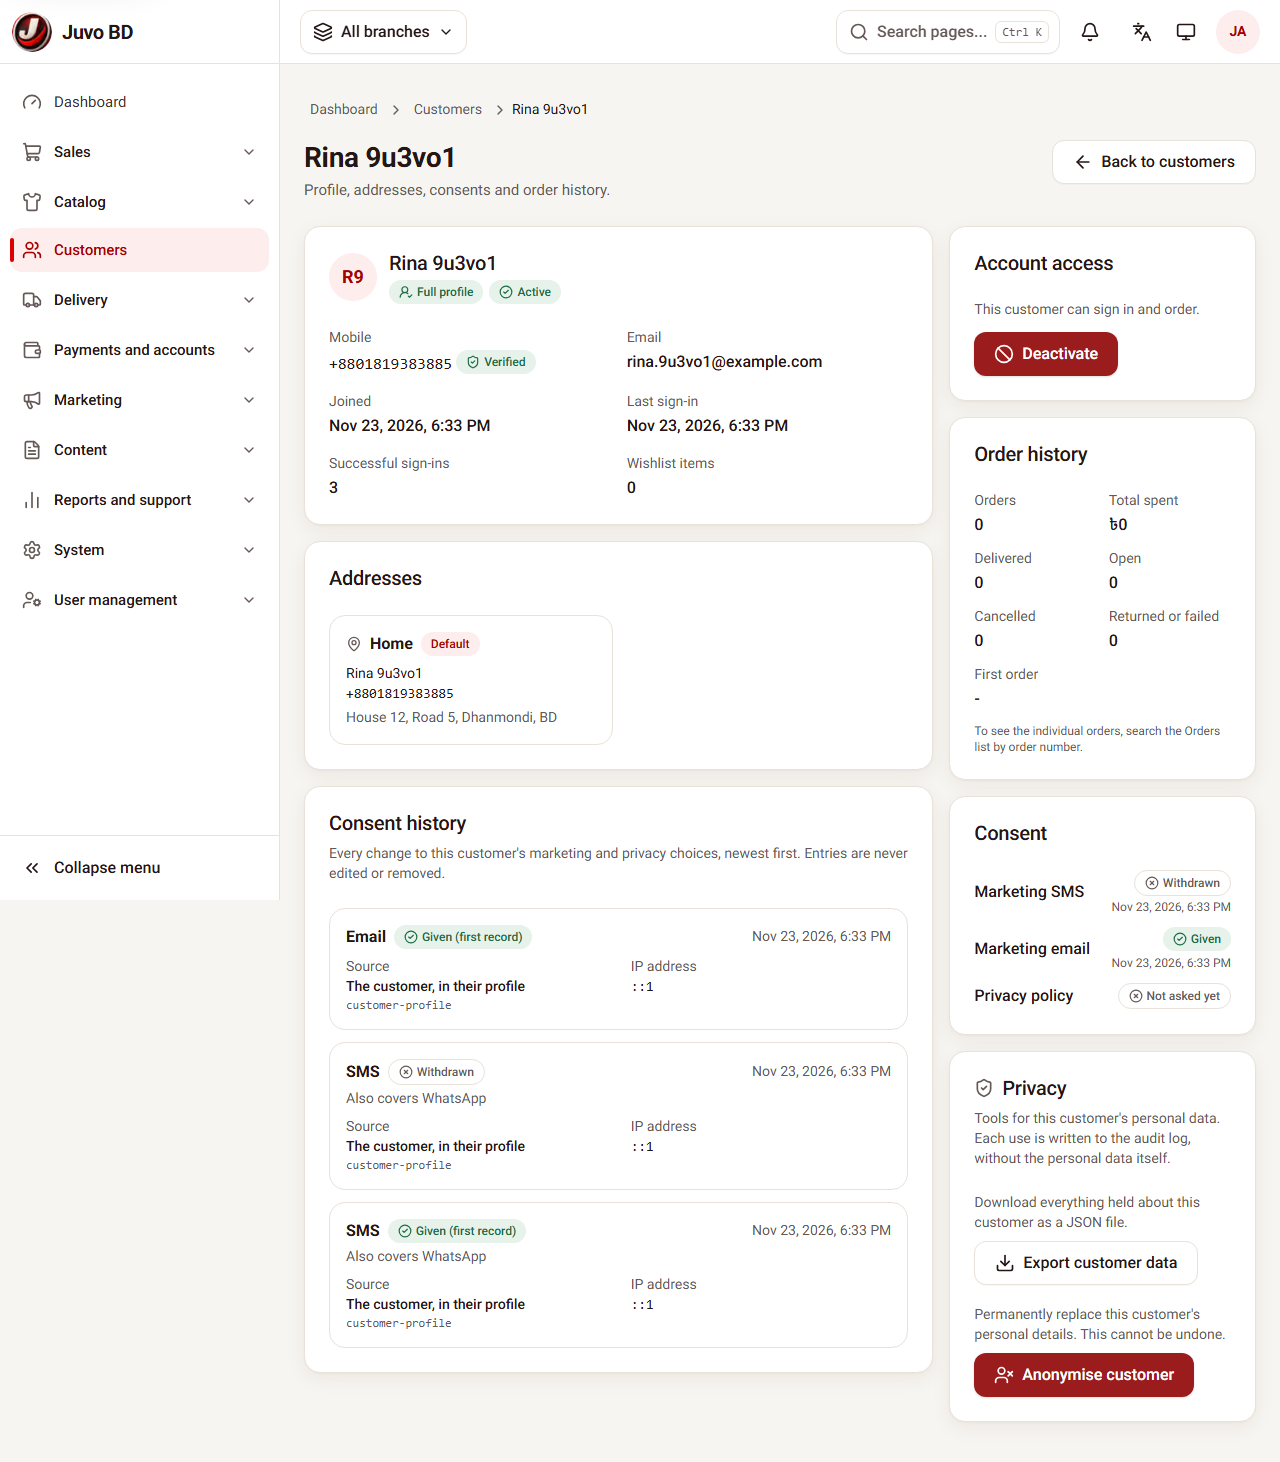 Juvo BD
All branches
Search pages... Ctrl K
JA
Dashboard
Sales
Catalog
Customers
Delivery
Payments and accounts
Marketing
Content
Reports and support
System
User management
Collapse menu
Dashboard > Customers > Rina 9u3vo1
Rina 9u3vo1
Profile, addresses, consents and order history.
Back to customers
R9
Rina 9u3vo1
Full profile
Active
Mobile
+8801819383885 Verified
Email
rina.9u3vo1@example.com
Joined
Nov 23, 2026, 6:33 PM
Last sign-in
Nov 23, 2026, 6:33 PM
Successful sign-ins
3
Wishlist items
0
Addresses
Home Default
Rina 9u3vo1
+8801819383885
House 12, Road 5, Dhanmondi, BD
Consent history
Every change to this customer's marketing and privacy choices, newest first. Entries are never
edited or removed.
Email Given (first record) Nov 23, 2026, 6:33 PM
Source
The customer, in their profile
customer-profile
IP address
::1
SMS Withdrawn Nov 23, 2026, 6:33 PM
Also covers WhatsApp
Source
The customer, in their profile
customer-profile
IP address
::1
SMS Given (first record) Nov 23, 2026, 6:33 PM
Also covers WhatsApp
Source
The customer, in their profile
customer-profile
IP address
::1
Account access
This customer can sign in and order.
Deactivate
Order history
Orders
0
Total spent
৳0
Delivered
0
Open
0
Cancelled
0
Returned or failed
0
First order
-
To see the individual orders, search the Orders
list by order number.
Consent
Marketing SMS
Withdrawn
Nov 23, 2026, 6:33 PM
Marketing email
Given
Nov 23, 2026, 6:33 PM
Privacy policy
Not asked yet
Privacy
Tools for this customer's personal data.
Each use is written to the audit log,
without the personal data itself.
Download everything held about this
customer as a JSON file.
Export customer data
Permanently replace this customer's
personal details. This cannot be undone.
Anonymise customer